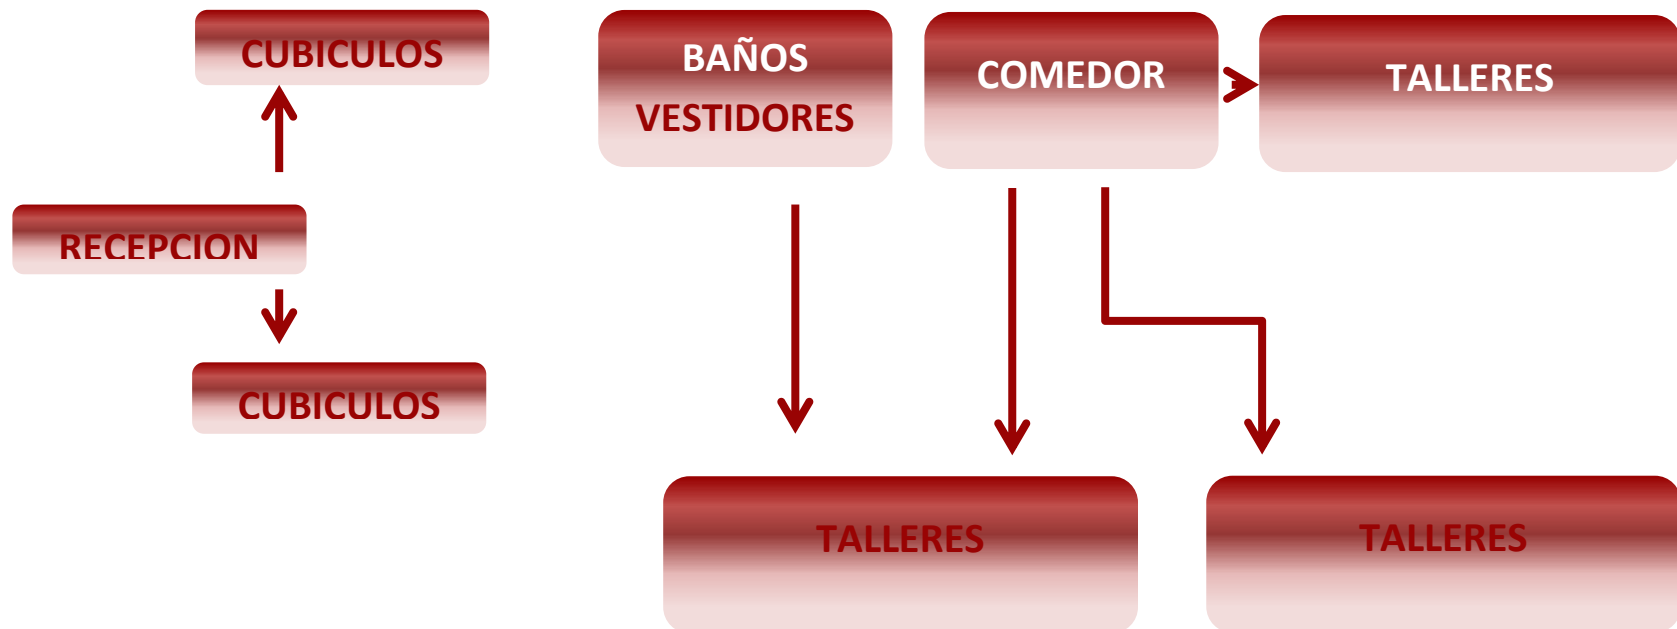 CUBICULOS
BAÑOS
VESTIDORES
COMEDOR
TALLERES
RECEPCION
CUBICULOS
TALLERES
TALLERES